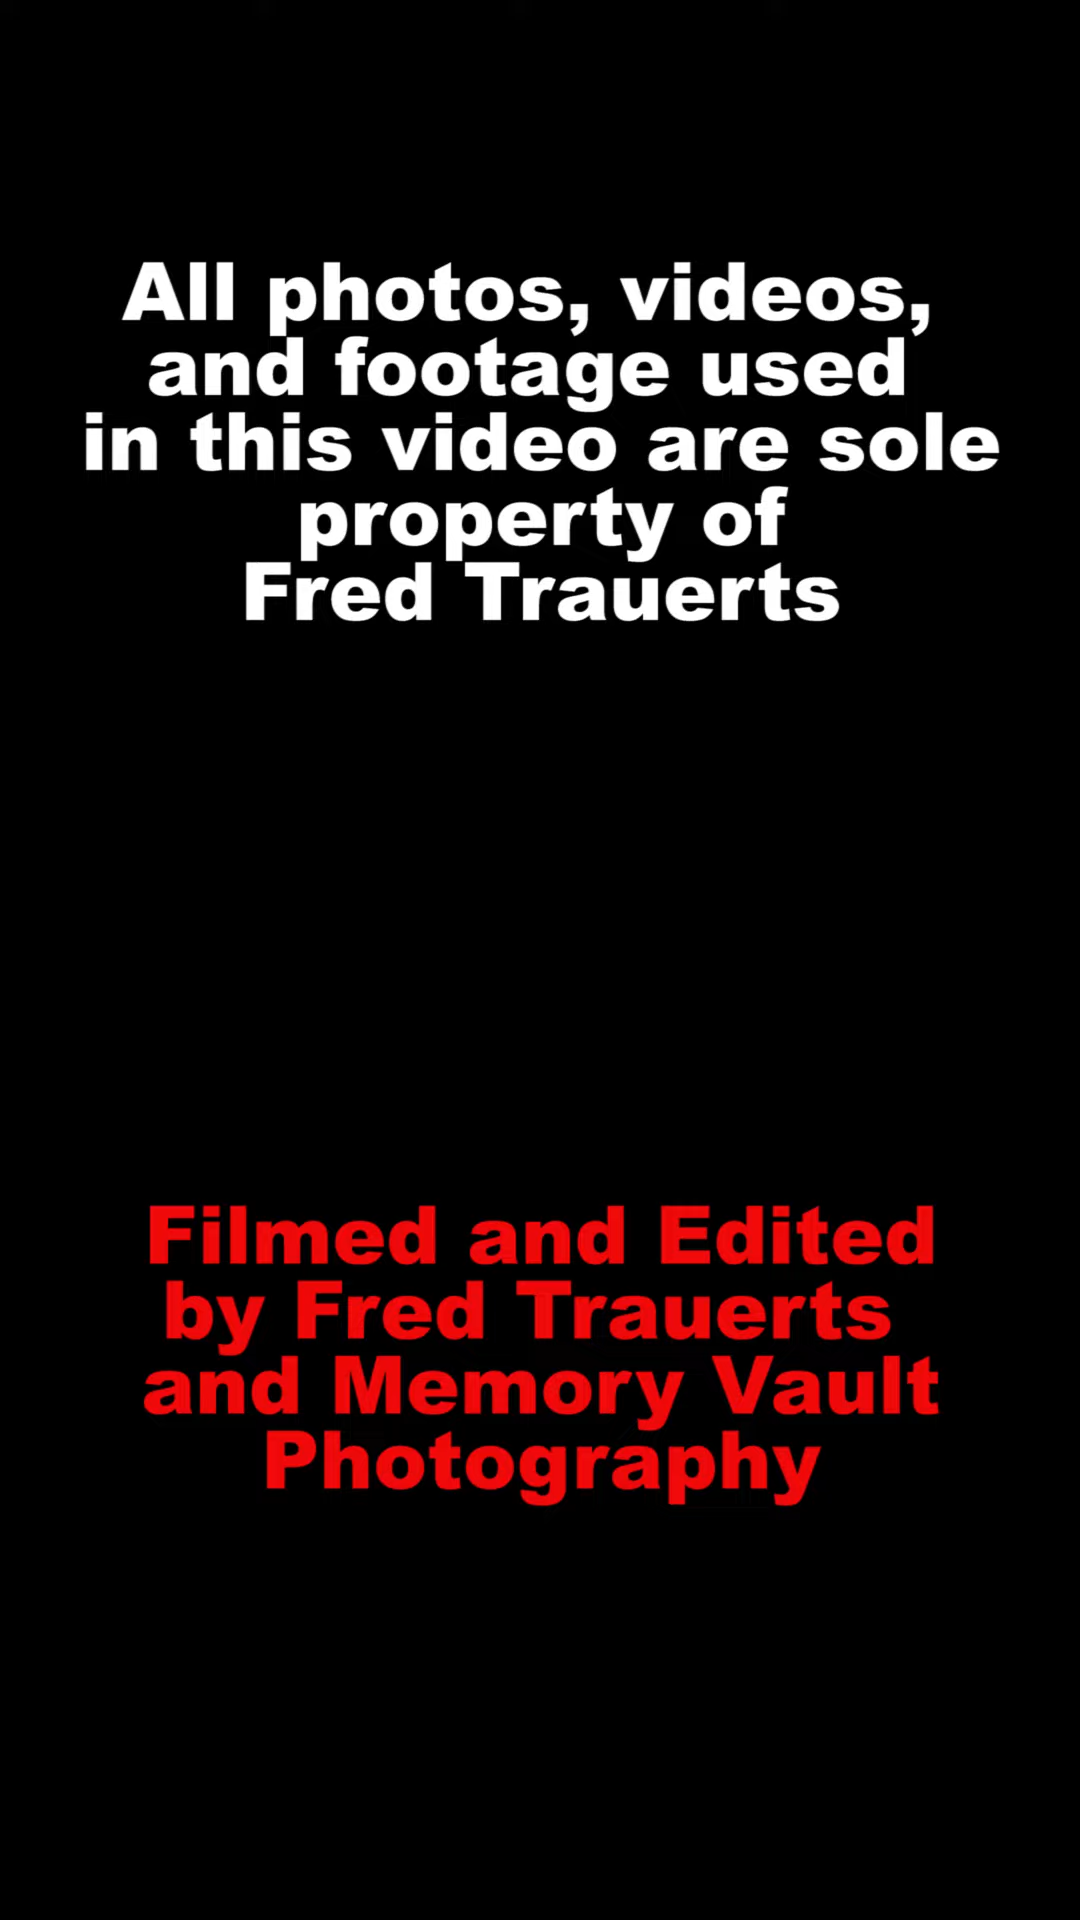 All photos, videos,
and footage used
in this video are sole
property of
Fred Trauerts
Filmed and Edited
by Fred Trauerts
and Memory Vault
Photography